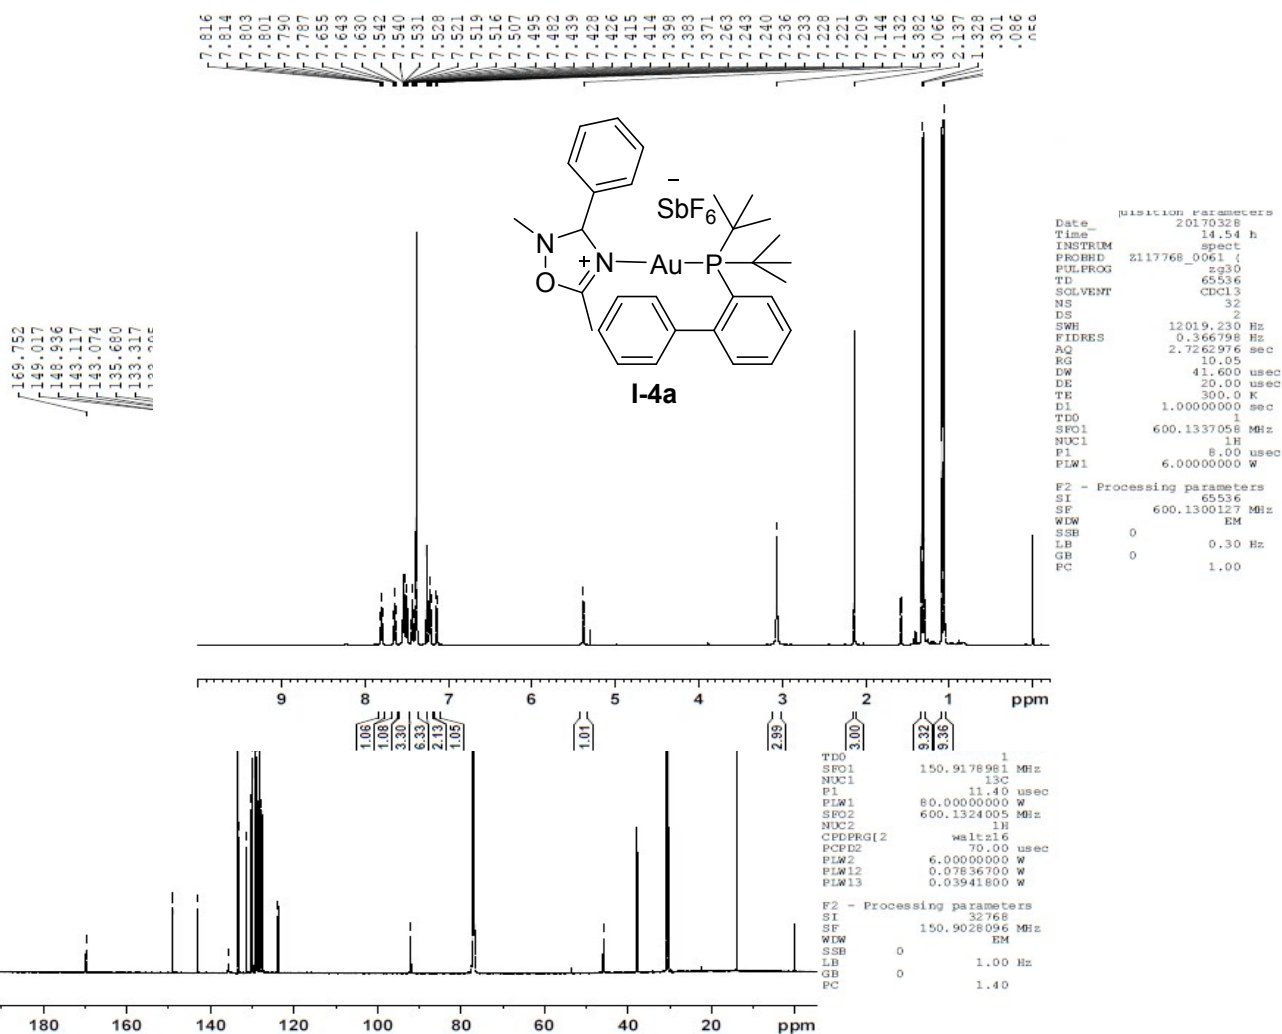 7.816
7.814
7.803
7.801
7.790
7.787
7.655
7.643
7.630
7.542
7.540
7.531
7.528
7.521
7.519
7.516
7.507
7.495
7.482
7.439
7.428
7.426
7.415
7.414
7.398
7.383
7.371
7.263
7.243
7.240
7.236
7.233
7.228
7.221
7.209
7.144
7.132
5.382
3.066
2.137
1.328
.301
.086
SbF6
−
N
O
+
N
Au
P
I-4a
169.752
149.017
148.936
143.117
143.074
135.680
133.317
quisition Parameters
Date_ 20170328
Time 14.54 h
INSTRUM spect
PROBHD Z117768_0061 (
PULPROG zg30
TD 65536
SOLVENT CDCl3
NS 32
DS 2
SWH 12019.230 Hz
FIDRES 0.366798 Hz
AQ 2.7262976 sec
RG 10.05
DW 41.600 usec
DE 20.00 usec
TE 300.0 K
D1 1.00000000 sec
TD0 1
SFO1 600.1337058 MHz
NUC1 1H
P1 8.00 usec
PLW1 6.00000000 W
F2 - Processing parameters
SI 65536
SF 600.1300127 MHz
WDW EM
SSB 0
LB 0.30 Hz
GB 0
PC 1.00
9 8 7 6 5 4 3 2 1 ppm
1.06
1.08
3.30
6.33
2.13
1.05
1.01
2.99
3.00
9.32
9.36
TD0 1
SFO1 150.9178981 MHz
NUC1 13C
P1 11.40 usec
PLW1 80.00000000 W
SFO2 600.1324005 MHz
NUC2 1H
CPDPRG[2 waltz16
PCPD2 70.00 usec
PLW2 6.00000000 W
PLW12 0.07836700 W
PLW13 0.03941800 W
F2 - Processing parameters
SI 32768
SF 150.9028096 MHz
WDW EM
SSB 0
LB 1.00 Hz
GB 0
PC 1.40
180 160 140 120 100 80 60 40 20 ppm